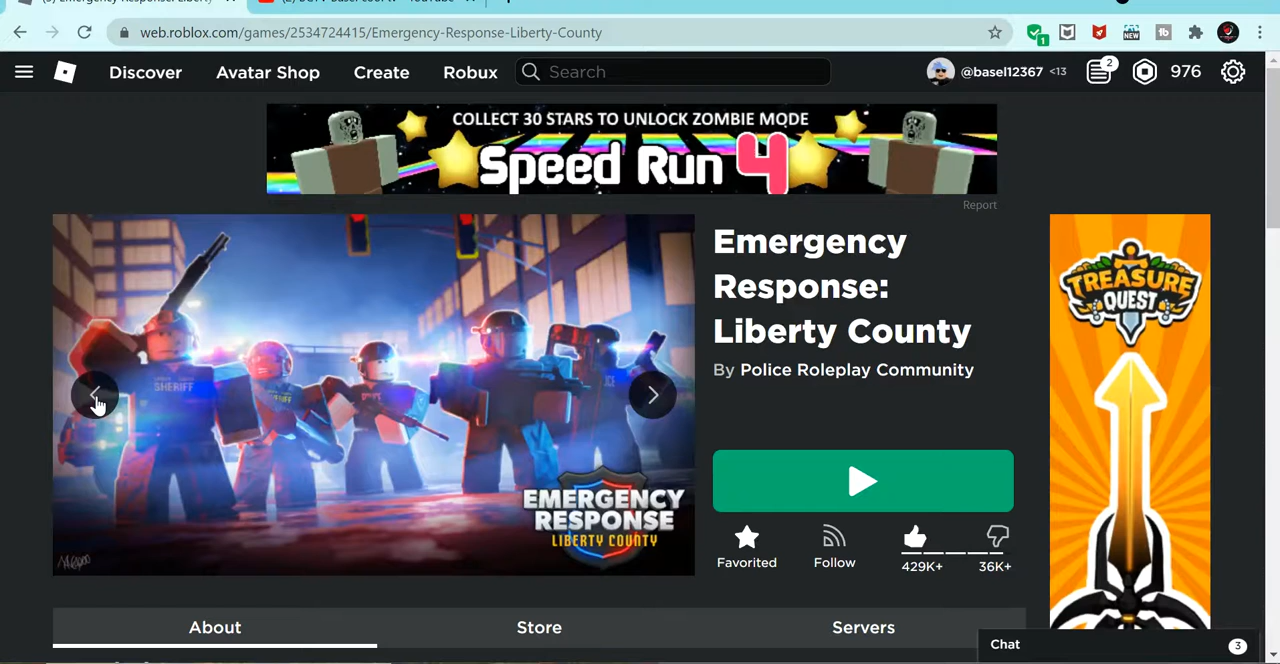 web.roblox.com/games/2534724415/Emergency-Response-Liberty-County
1
NEW
Discover
Avatar Shop
Create
Robux
Search
@basel12367 <13
2
976
COLLECT 30 STARS TO UNLOCK ZOMBIE MODE
Speed Run 4
Report
SHERIFF
EMERGENCY
RESPONSE
LIBERTY COUNTY
Emergency
Response:
Liberty County
By Police Roleplay Community
Favorited
Follow
429K+
36K+
TREASURE
QUEST
About
Store
Servers
Chat
3